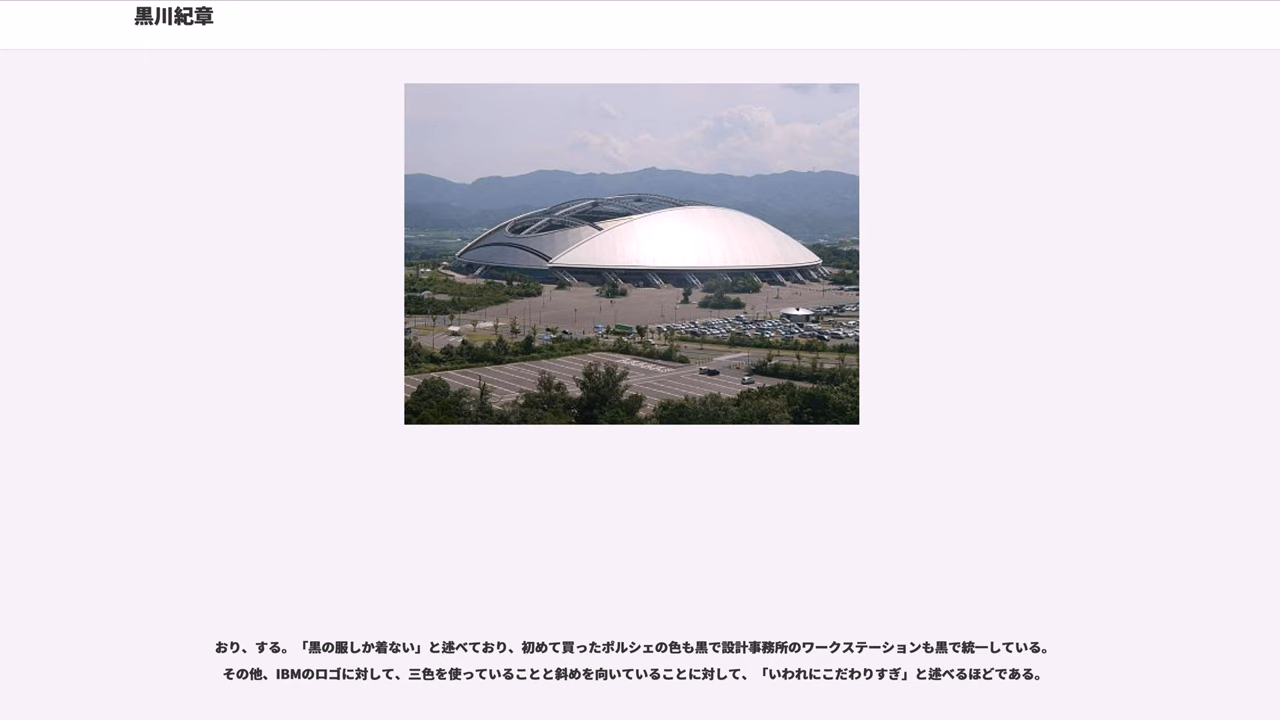 黒川紀章
おり、する。「黒の服しか着ない」と述べており、初めて買ったポルシェの色も黒で設計事務所のワークステーションも黒で統一している。
その他、IBMのロゴに対して、三色を使っていることと斜めを向いていることに対して、「いわれにこだわりすぎ」と述べるほどである。